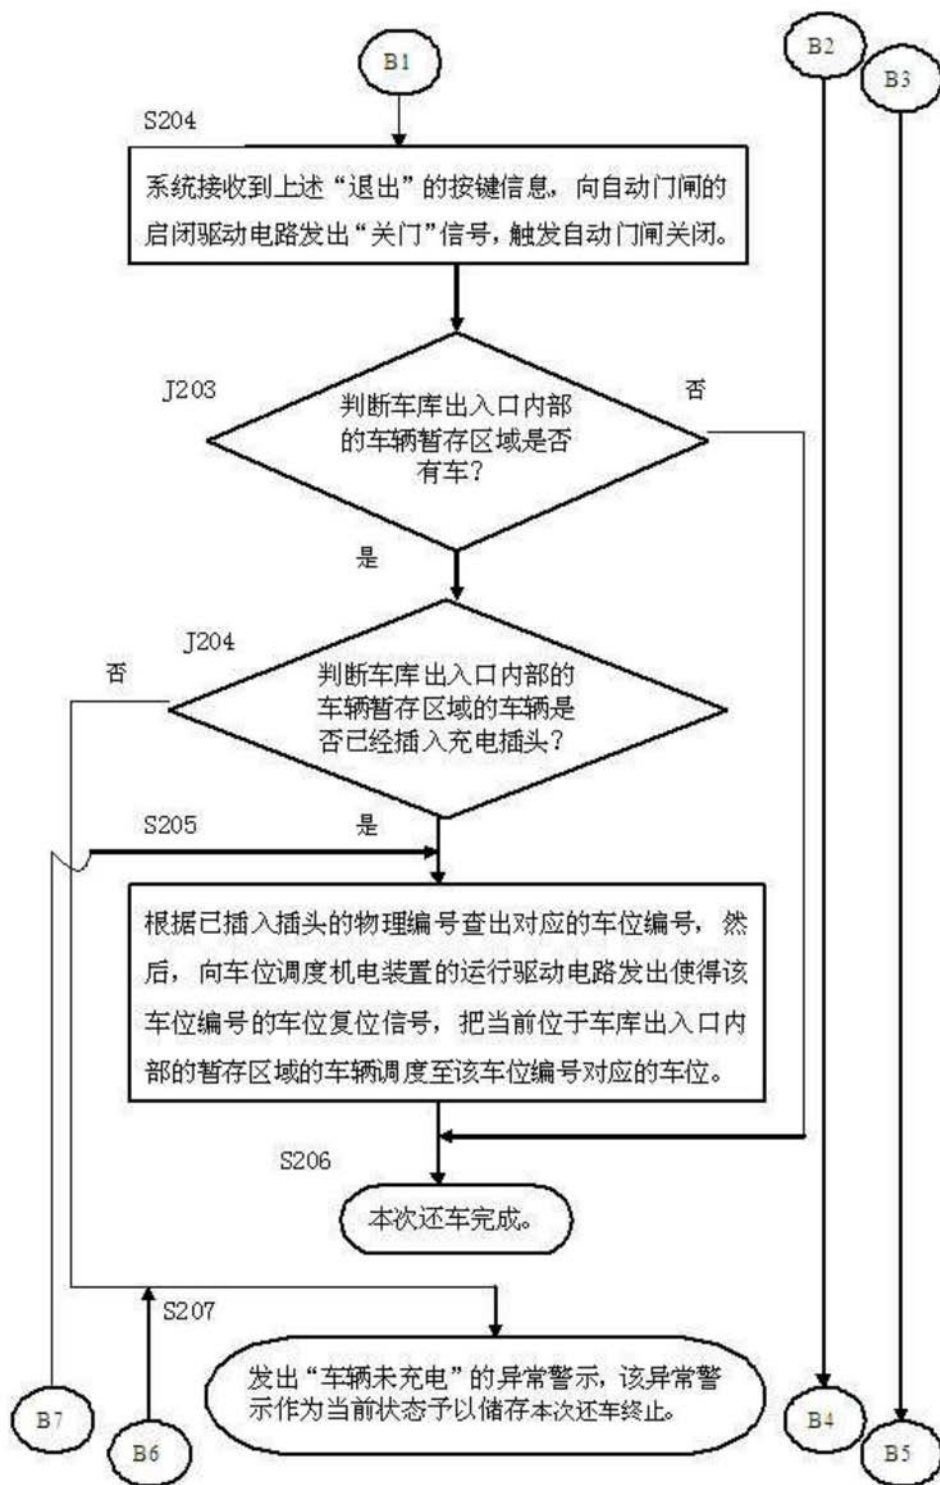 B1
B2
B3
S204
系统接收到上述“退出”的按键信息，向自动门闸的
启闭驱动电路发出“关门”信号，触发自动门闸关闭。
J203
否
判断车库出入口内部
的车辆暂存区域是否
有车？
是
J204
否
判断车库出入口内部的
车辆暂存区域的车辆是
否已经插入充电插头？
S205
是
根据已插入插头的物理编号查出对应的车位编号，然
后，向车位调度机电装置的运行驱动电路发出使得该
车位编号的车位复位信号，把当前位于车库出入口内
部的暂存区域的车辆调度至该车位编号对应的车位。
S206
本次还车完成。
S207
发出“车辆未充电”的异常警示，该异常警
示作为当前状态予以储存本次还车终止。
B7
B6
B4
B5